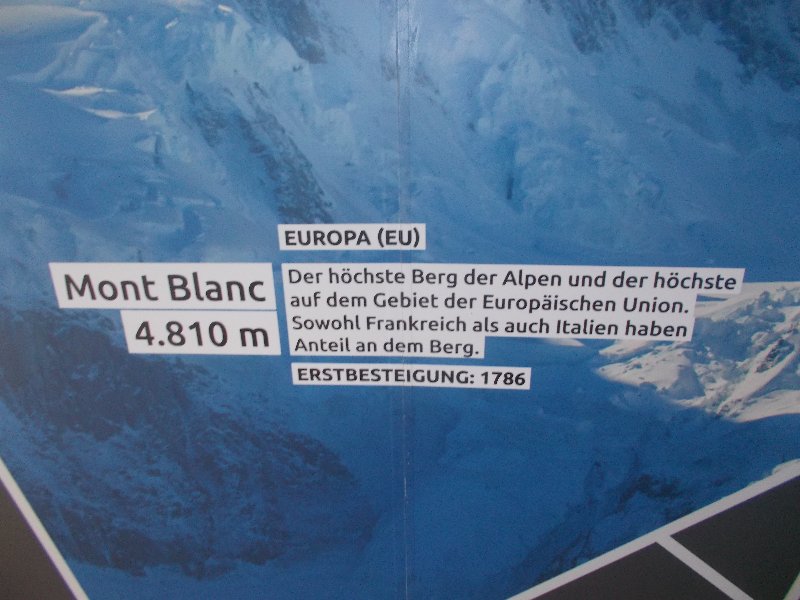 EUROPA (EU)
Mont Blanc
4.810 m
Der höchste Berg der Alpen und der höchste
auf dem Gebiet der Europäischen Union.
Sowohl Frankreich als auch Italien haben
Anteil an dem Berg.
ERSTBESTEIGUNG: 1786